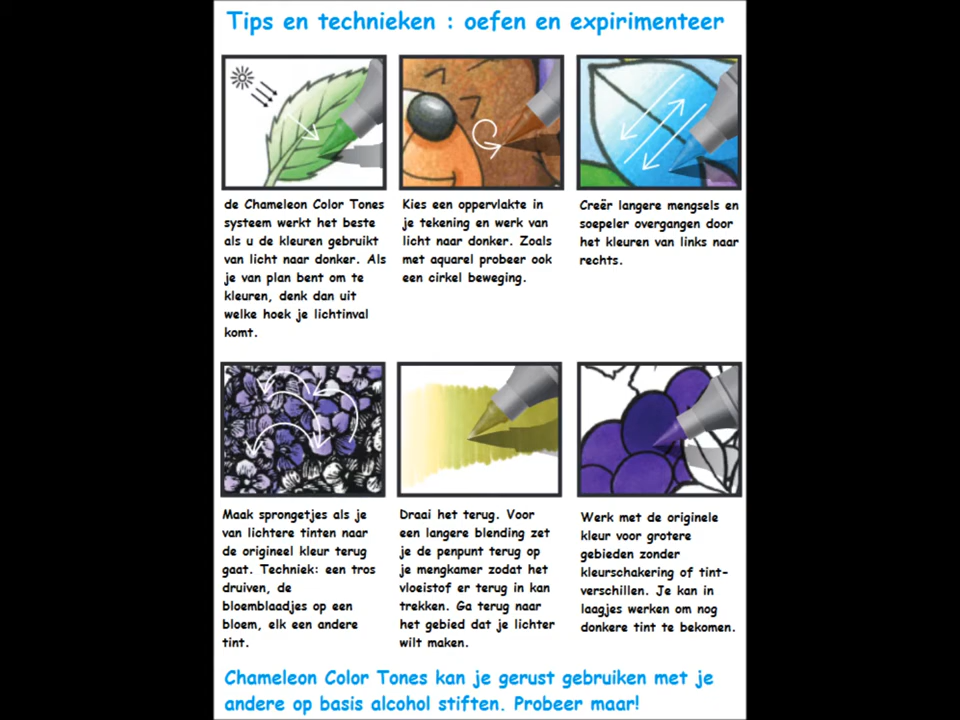 Tips en technieken : oefen en expirimenteer
de Chameleon Color Tones
systeem werkt het beste
als u de kleuren gebruikt
van licht naar donker. Als
je van plan bent om te
kleuren, denk dan uit
welke hoek je lichtinval
komt.
Kies een oppervlakte in
je tekening en werk van
licht naar donker. Zoals
met aquarel probeer ook
een cirkel beweging.
Creër langere mengsels en
soepeler overgangen door
het kleuren van links naar
rechts.
Maak sprongetjes als je
van lichtere tinten naar
de origineel kleur terug
gaat. Techniek: een tros
druiven, de
bloemblaadjes op een
bloem, elk een andere
tint.
Draai het terug. Voor
een langere blending zet
je de penpunt terug op
je mengkamer zodat het
vloeistof er terug in kan
trekken. Ga terug naar
het gebied dat je lichter
wilt maken.
Werk met de originele
kleur voor grotere
gebieden zonder
kleurschakering of tint-
verschillen. Je kan in
laagjes werken om nog
donkere tint te bekomen.
Chameleon Color Tones kan je gerust gebruiken met je
andere op basis alcohol stiften. Probeer maar!